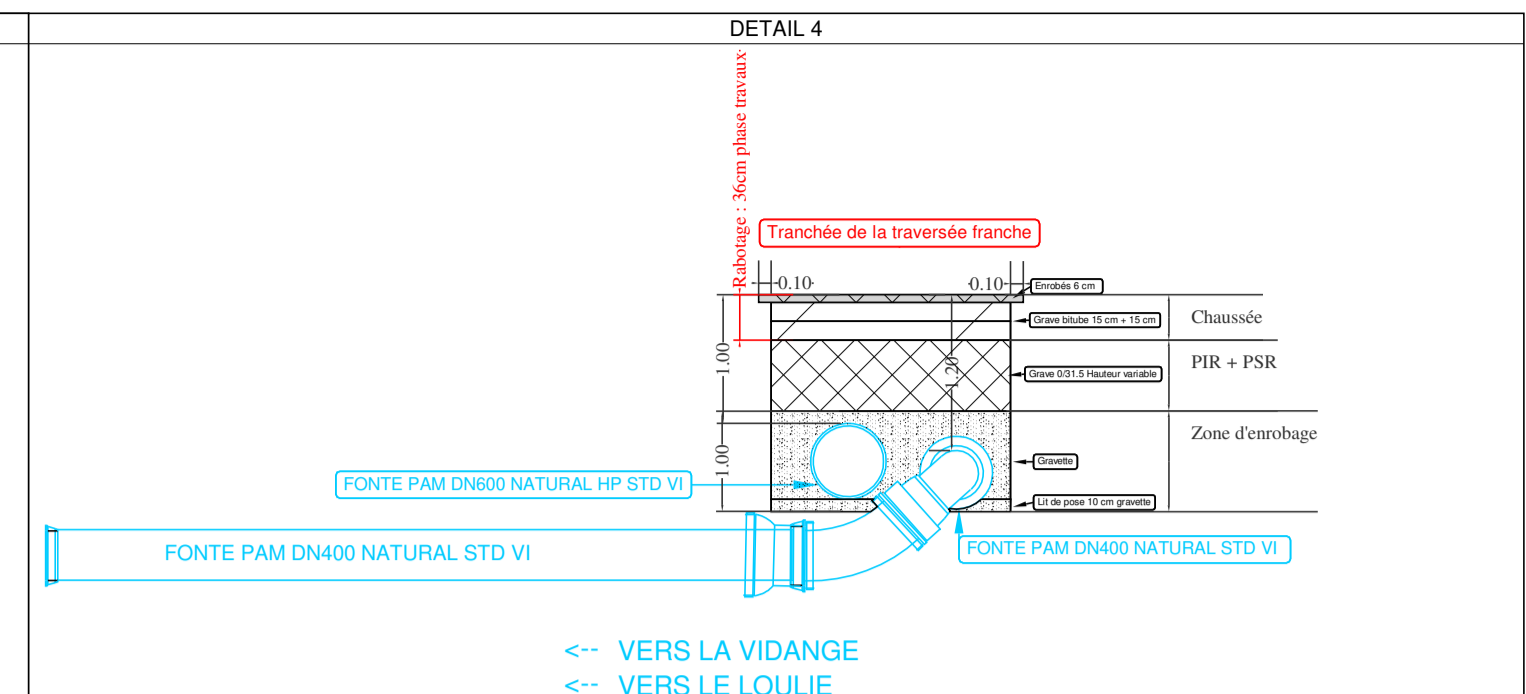 DETAIL 4
Rabotage : 36cm phase travaux
Tranchée de la traversée franche
0.10
0.10
Enrobés 6 cm
Grave bitube 15 cm + 15 cm
Chaussée
1.00
1.20
PIR + PSR
Grave 0/31.5 Hauteur variable
Zone d'enrobage
1.00
Gravette
FONTE PAM DN600 NATURAL HP STD VI
Lit de pose 10 cm gravette
FONTE PAM DN400 NATURAL STD VI
FONTE PAM DN400 NATURAL STD VI
<-- VERS LA VIDANGE
<-- VERS LE LOULIE